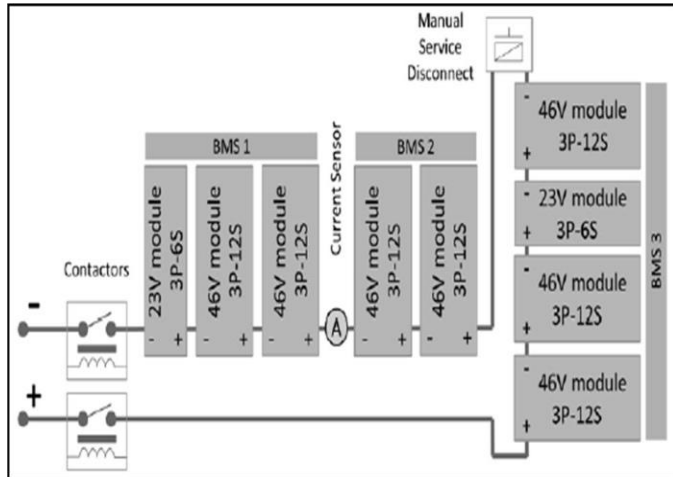 Manual
Service
Disconnect
BMS 1
Current Sensor
BMS 2
Contactors
-
+
23V module
3P-6S
- +
46V module
3P-12S
- +
46V module
3P-12S
- +
A
46V module
3P-12S
- +
46V module
3P-12S
- +
-
46V module
3P-12S
+
-
23V module
3P-6S
+
-
46V module
3P-12S
+
-
46V module
3P-12S
+
BMS 3